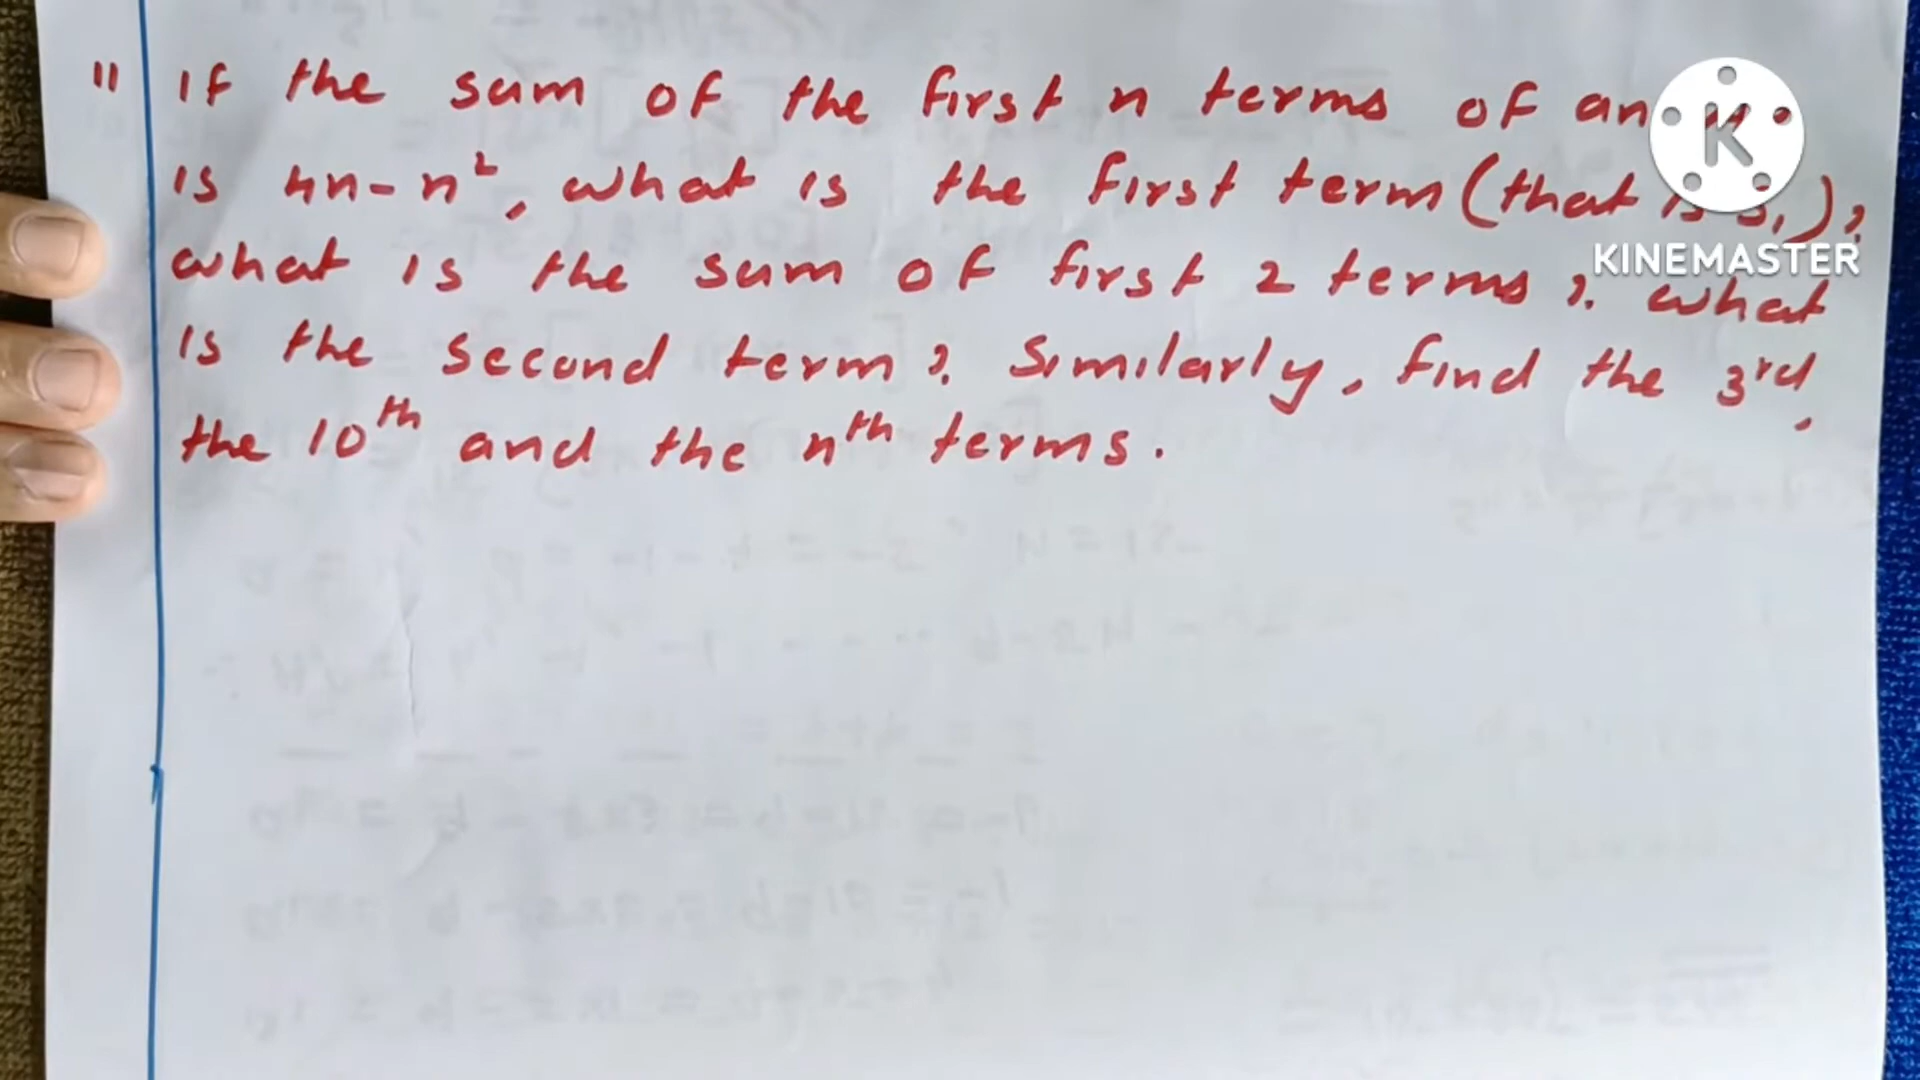 11 If the sum of the first n terms of an
is 4n-n², what is the first term (that is S₁)?
what is the sum of first 2 terms? what
is the second term? Similarly, find the 3rd,
the 10th and the nth terms.
K
KINEMASTER